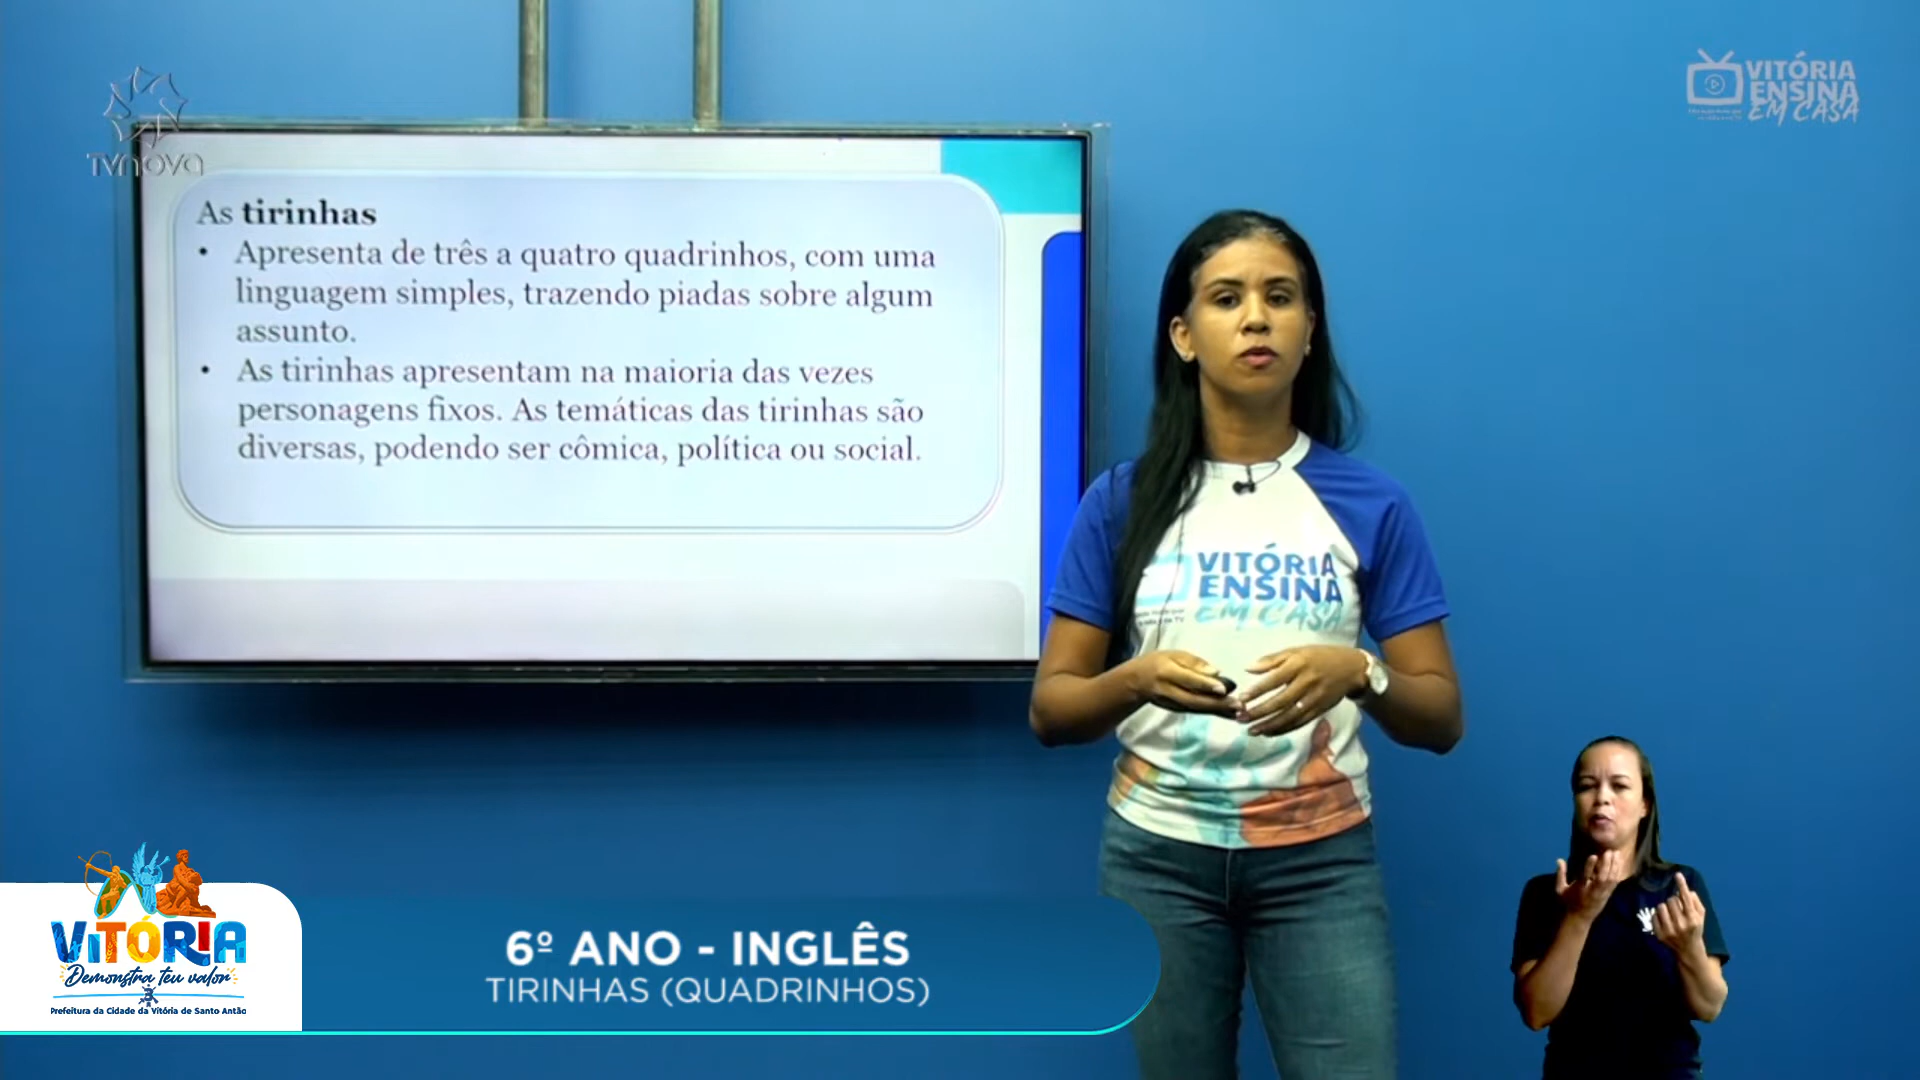 TVNOVA
VITÓRIA
ENSINA
EM CASA
As tirinhas
• Apresenta de três a quatro quadrinhos, com uma
linguagem simples, trazendo piadas sobre algum
assunto.
• As tirinhas apresentam na maioria das vezes
personagens fixos. As temáticas das tirinhas são
diversas, podendo ser cômica, política ou social.
VITÓRIA
ENSINA
EM CASA
VITÓRIA
Demonstra teu valor
Prefeitura da Cidade da Vitória de Santo Antão
6º ANO - INGLÊS
TIRINHAS (QUADRINHOS)